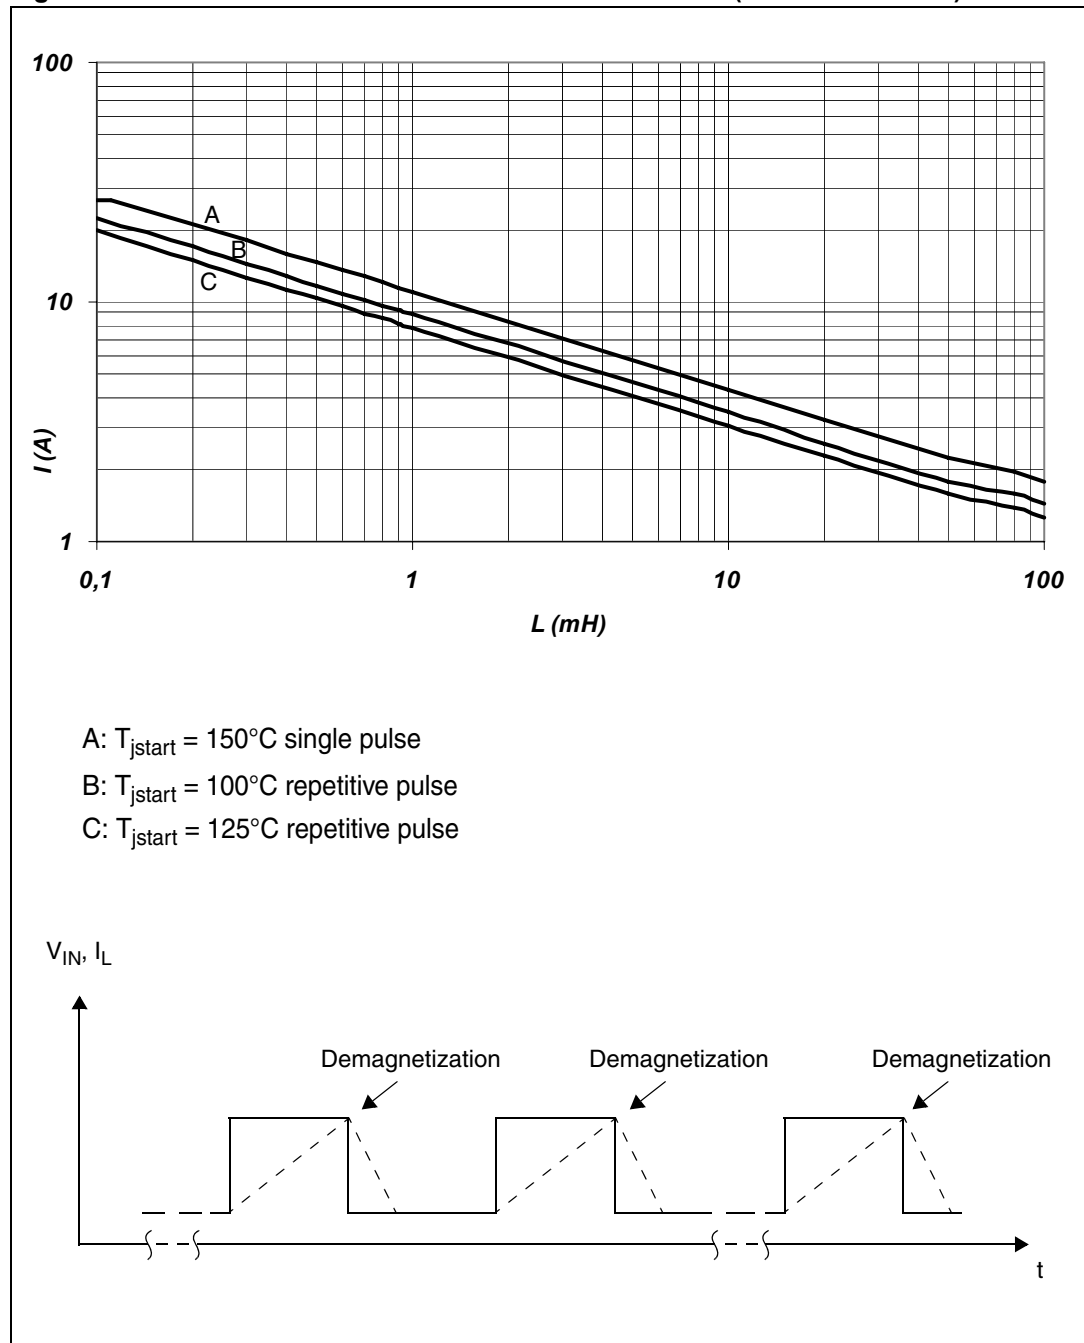 100
A
B
C
10
I (A)
1
0,1 1 10 100
L (mH)
A: Tjstart = 150°C single pulse
B: Tjstart = 100°C repetitive pulse
C: Tjstart = 125°C repetitive pulse
VIN, IL
Demagnetization Demagnetization Demagnetization
t